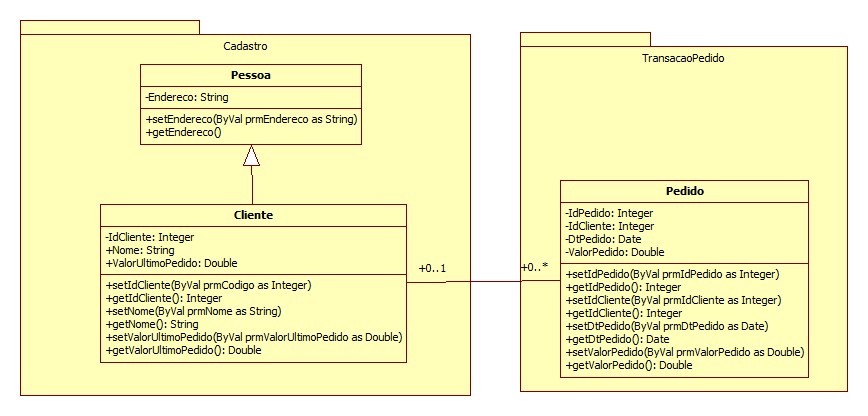 Cadastro
Pessoa
-Endereco: String
+setEndereco(ByVal prmEndereco as String)
+getEndereco()
Cliente
-IdCliente: Integer
+Nome: String
+ValorUltimoPedido: Double
+setIdCliente(ByVal prmCodigo as Integer)
+getIdCliente(): Integer
+setNome(ByVal prmNome as String)
+getNome(): String
+setValorUltimoPedido(ByVal prmValorUltimoPedido as Double)
+getValorUltimoPedido(): Double
+0..1
+0..*
TransacaoPedido
Pedido
-IdPedido: Integer
-IdCliente: Integer
-DtPedido: Date
-ValorPedido: Double
+setIdPedido(ByVal prmIdPedido as Integer)
+getIdPedido(): Integer
+setIdCliente(ByVal prmIdCliente as Integer)
+getIdCliente(): Integer
+setDtPedido(ByVal prmDtPedido as Date)
+getDtPedido(): Date
+setValorPedido(ByVal prmValorPedido as Double)
+getValorPedido(): Double